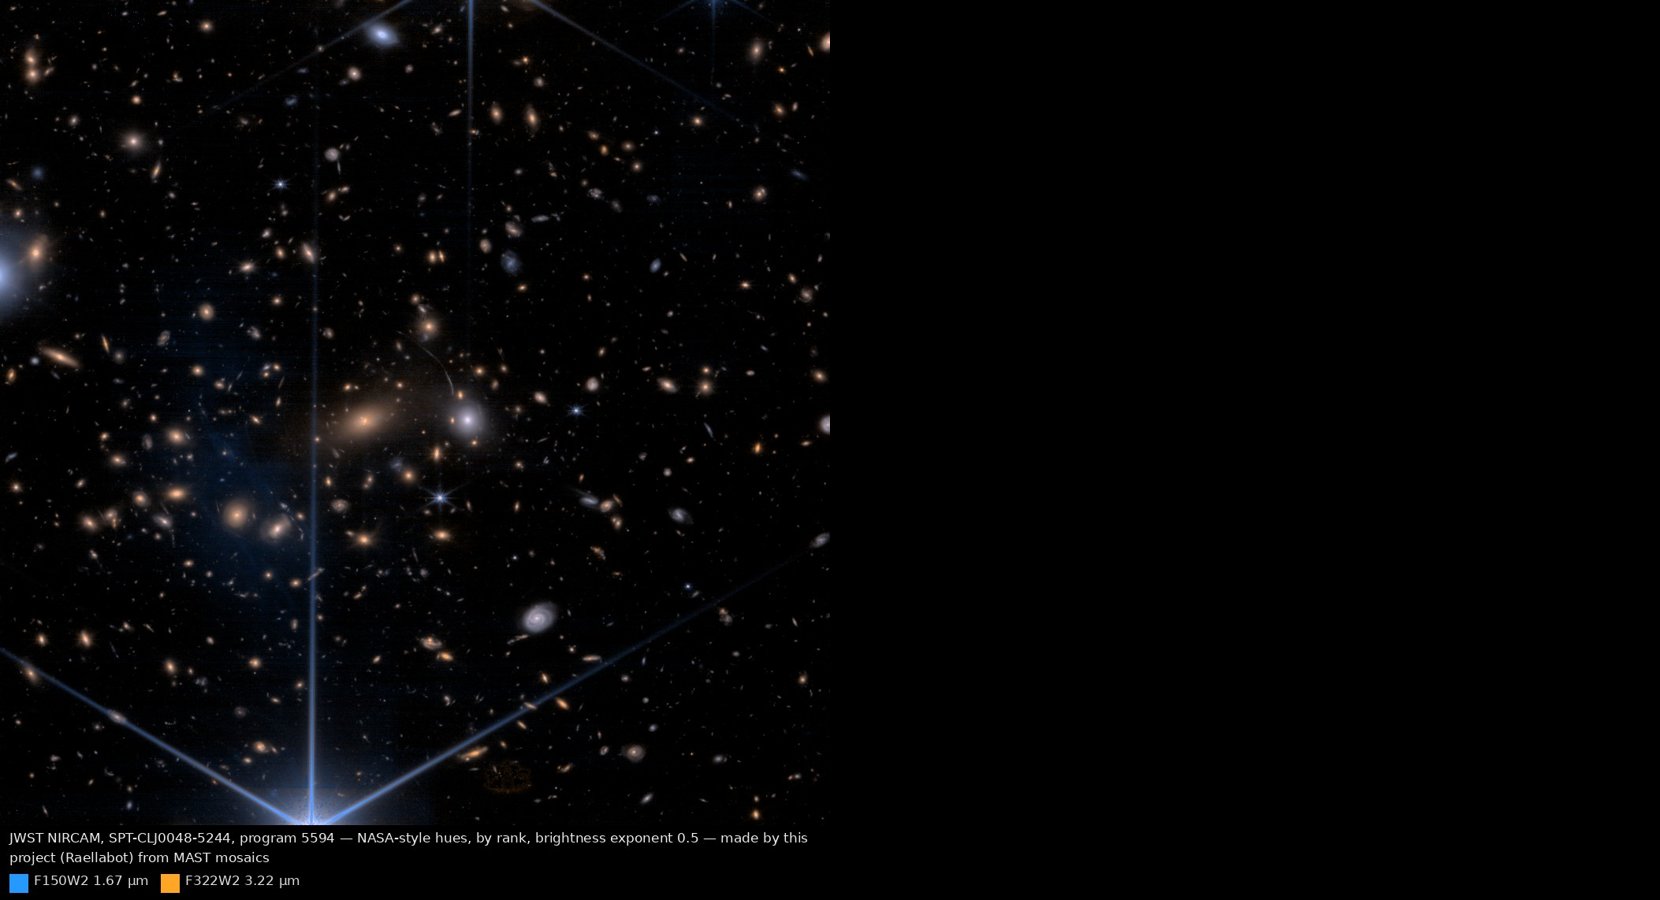 JWST NIRCAM, SPT-CLJ0048-5244, program 5594 — NASA-style hues, by rank, brightness exponent 0.5 — made by this
project (Raellabot) from MAST mosaics
F150W2 1.67 µm F322W2 3.22 µm